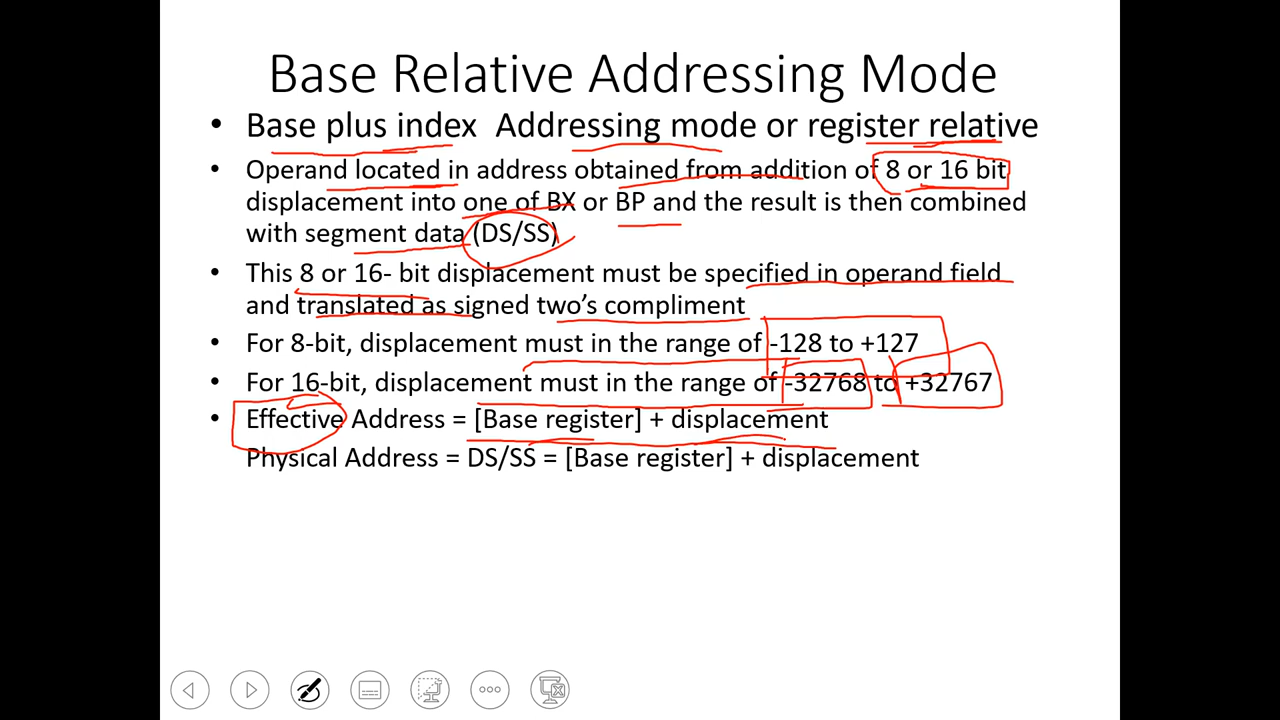 Base Relative Addressing Mode
• Base plus index Addressing mode or register relative
• Operand located in address obtained from addition of 8 or 16 bit
displacement into one of BX or BP and the result is then combined
with segment data (DS/SS)
• This 8 or 16- bit displacement must be specified in operand field
and translated as signed two's compliment
• For 8-bit, displacement must in the range of -128 to +127
• For 16-bit, displacement must in the range of -32768 to +32767
• Effective Address = [Base register] + displacement
Physical Address = DS/SS = [Base register] + displacement